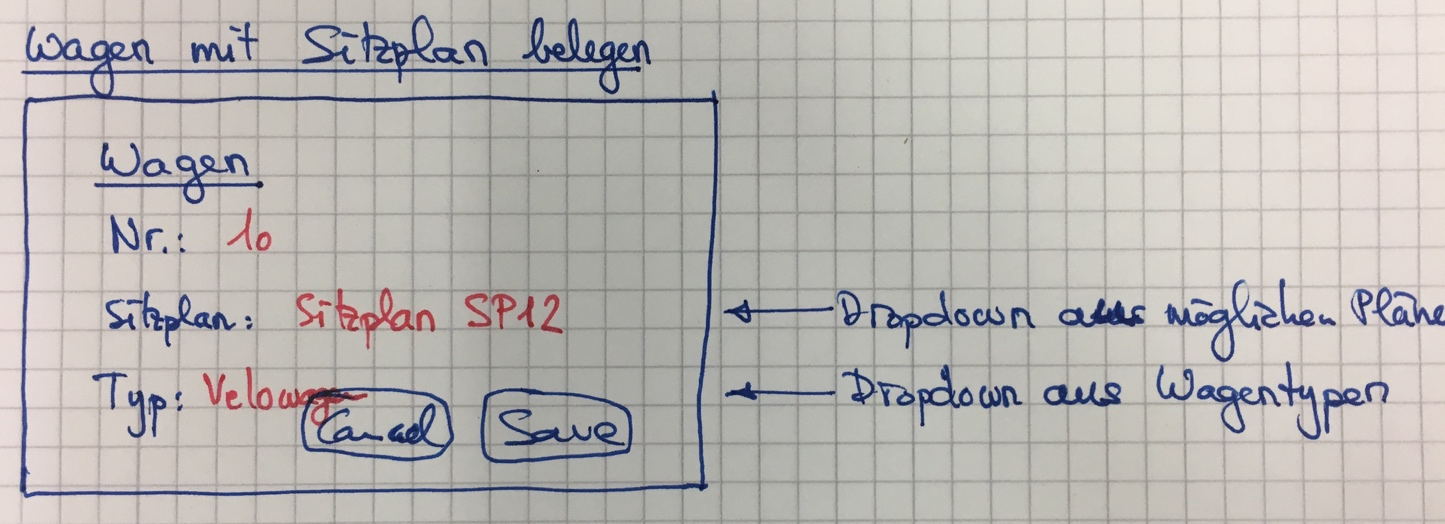 Wagen mit Sitzplan belegen
Wagen
Nr.: 10
Sitzplan: Sitzplan SP12
Dropdown aus möglichen Pläne
Typ: Velowag
Dropdown aus Wagentypen
Cancel Save